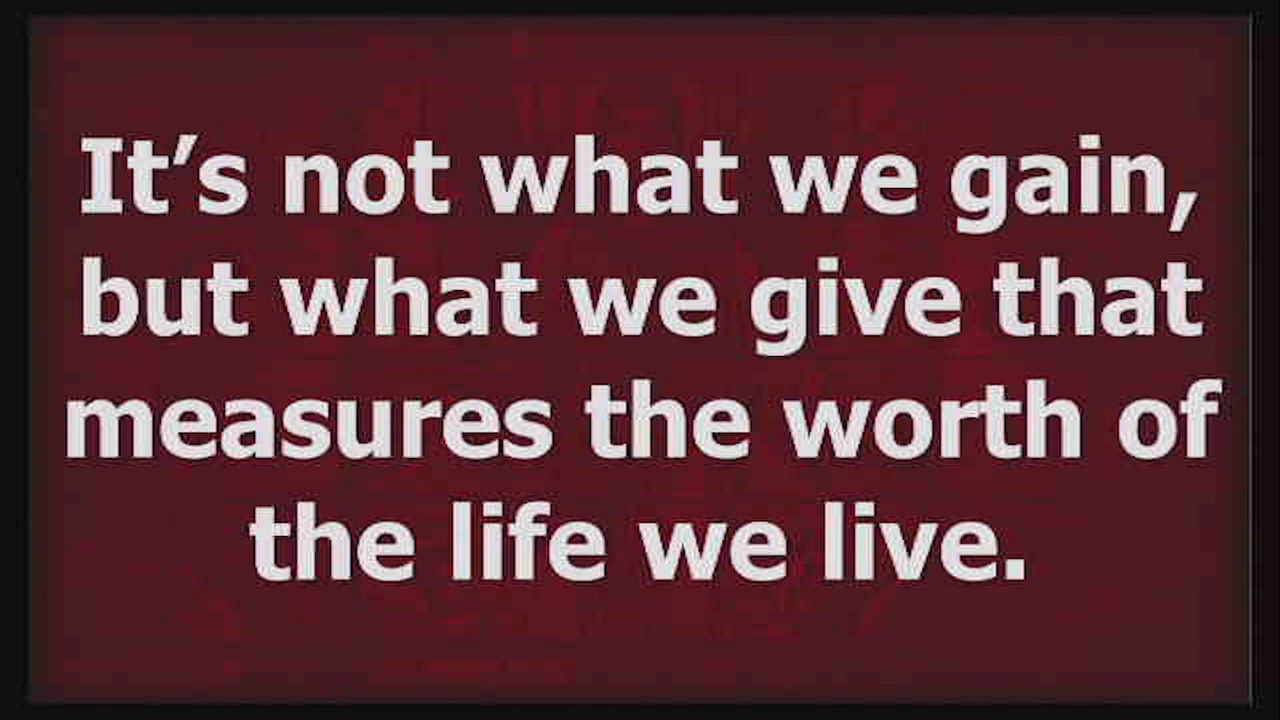 It’s not what we gain,
but what we give that
measures the worth of
the life we live.